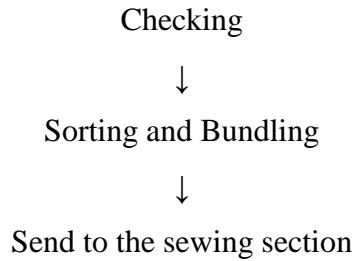 Checking
↓
Sorting and Bundling
↓
Send to the sewing section